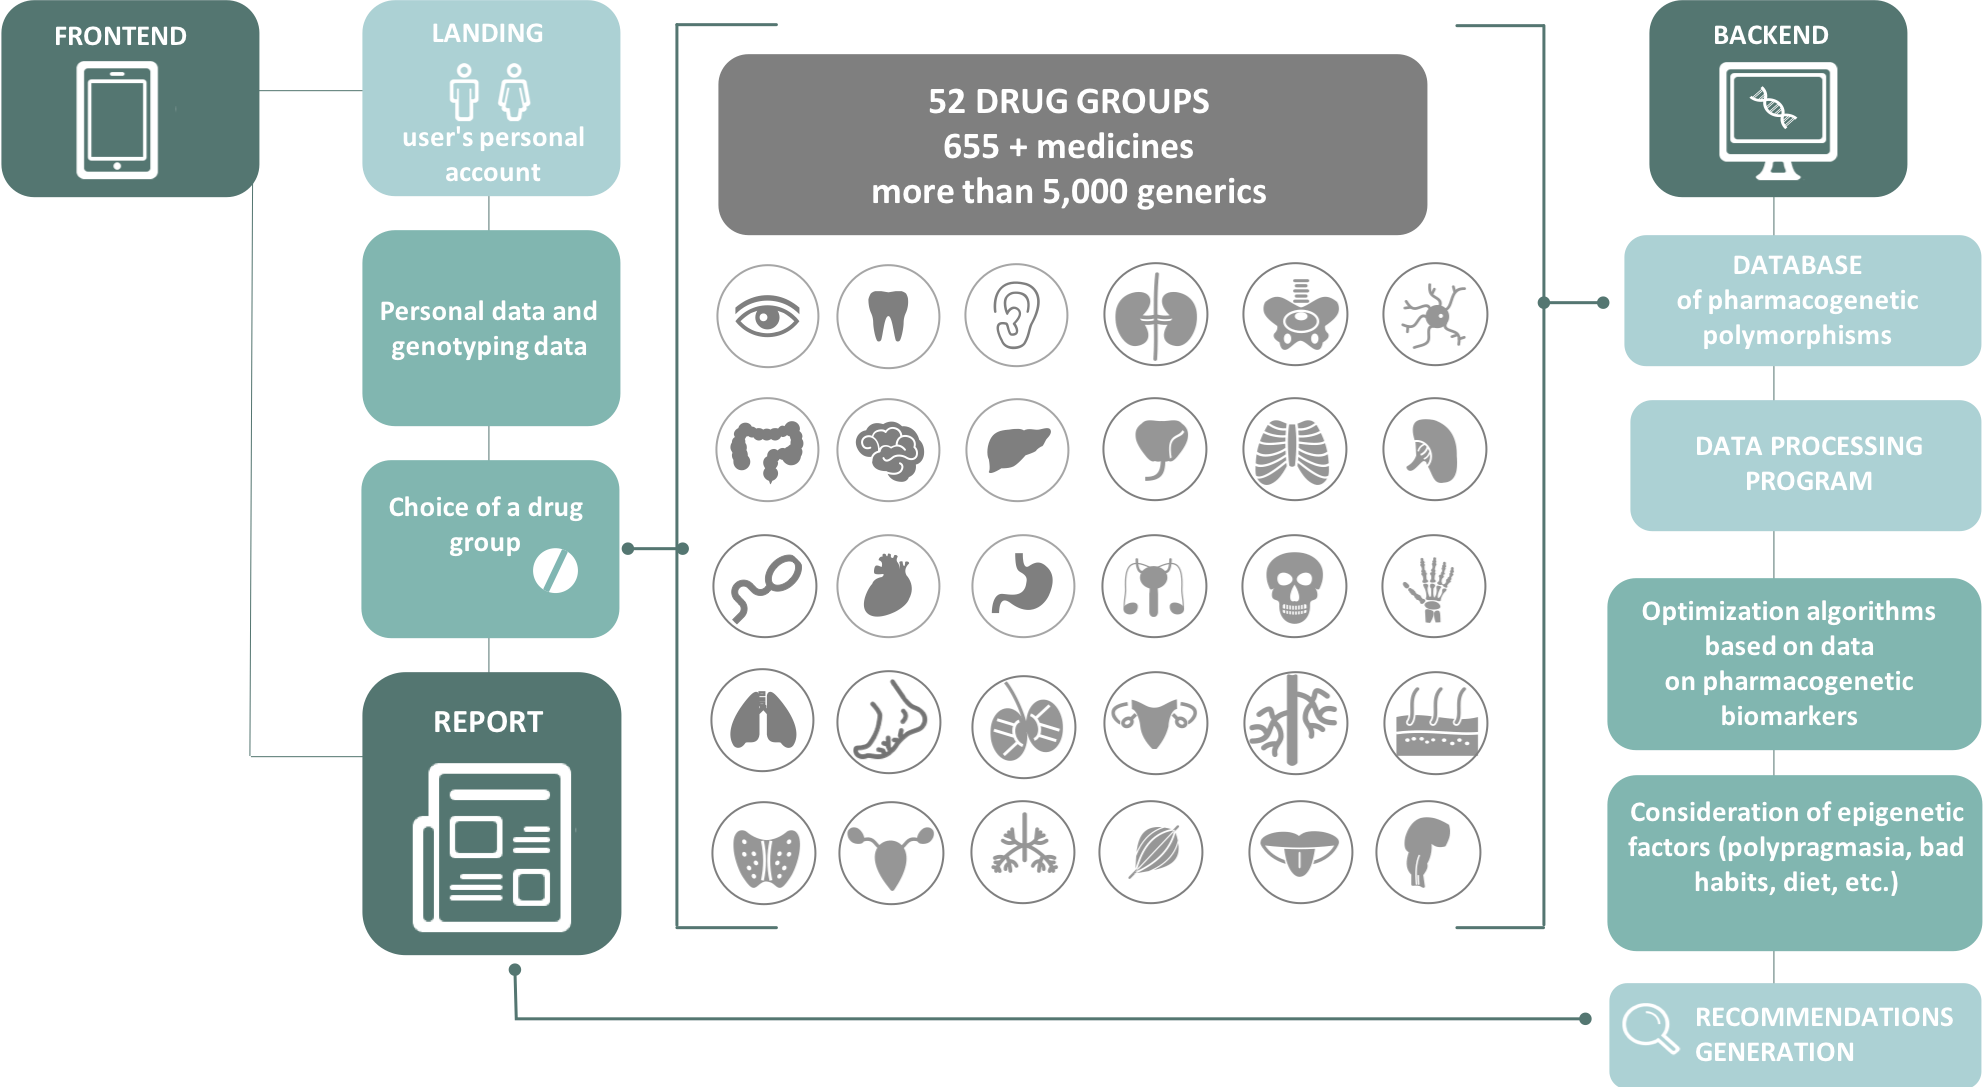 FRONTEND
LANDING
user's personal
account
Personal data and
genotyping data
Choice of a drug
group
REPORT
52 DRUG GROUPS
655 + medicines
more than 5,000 generics
BACKEND
DATABASE
of pharmacogenetic
polymorphisms
DATA PROCESSING
PROGRAM
Optimization algorithms
based on data
on pharmacogenetic
biomarkers
Consideration of epigenetic
factors (polypragmasia, bad
habits, diet, etc.)
RECOMMENDATIONS
GENERATION